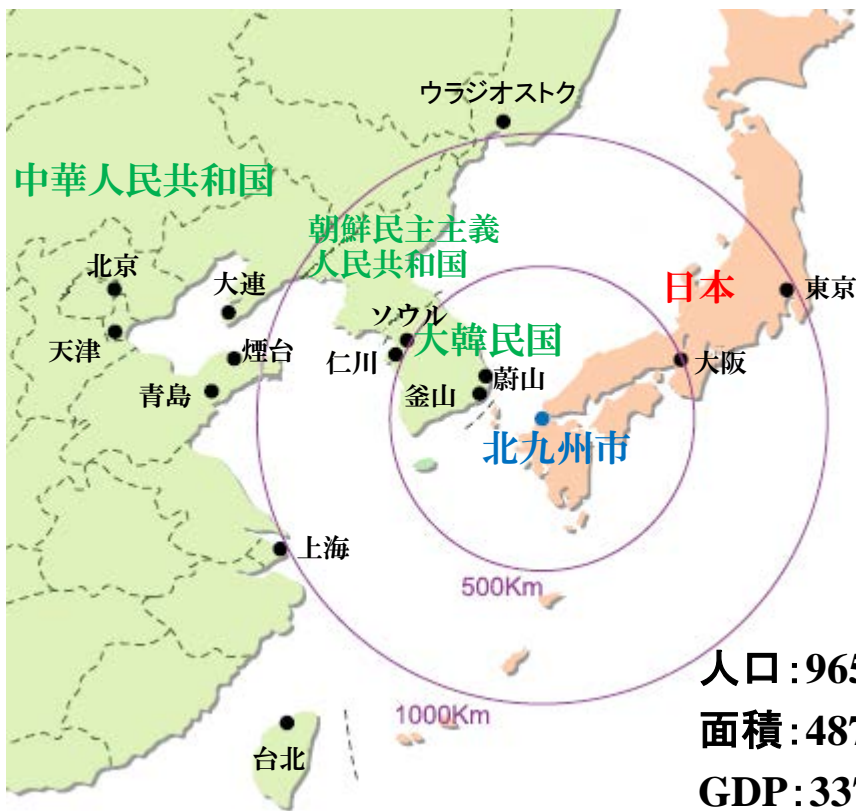 ウラジオストク
中華人民共和国
朝鮮民主主義
人民共和国
北京
大連
日本
東京
ソウル
天津
大韓民国
煙台
仁川
大阪
蔚山
青島
釜山
北九州市
上海
500Km
人口:965
1000Km
面積:487
台北
GDP:337